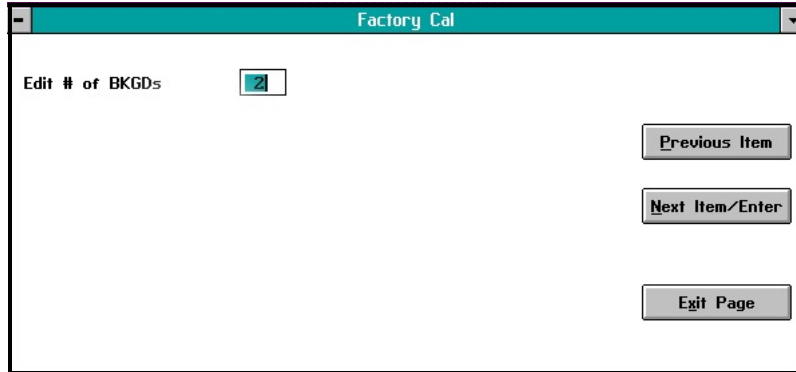 Factory Cal
Edit # of BKGDs 2
Previous Item
Next Item/Enter
Exit Page